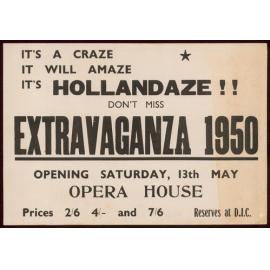 IT'S A CRAZE
IT WILL AMAZE
IT'S HOLLANDAZE !!
DON'T MISS
EXTRAVAGANZA 1950
OPENING SATURDAY, 13th MAY
OPERA HOUSE
Prices 2/6 4/- and 7/6 Reserves at D.I.C.